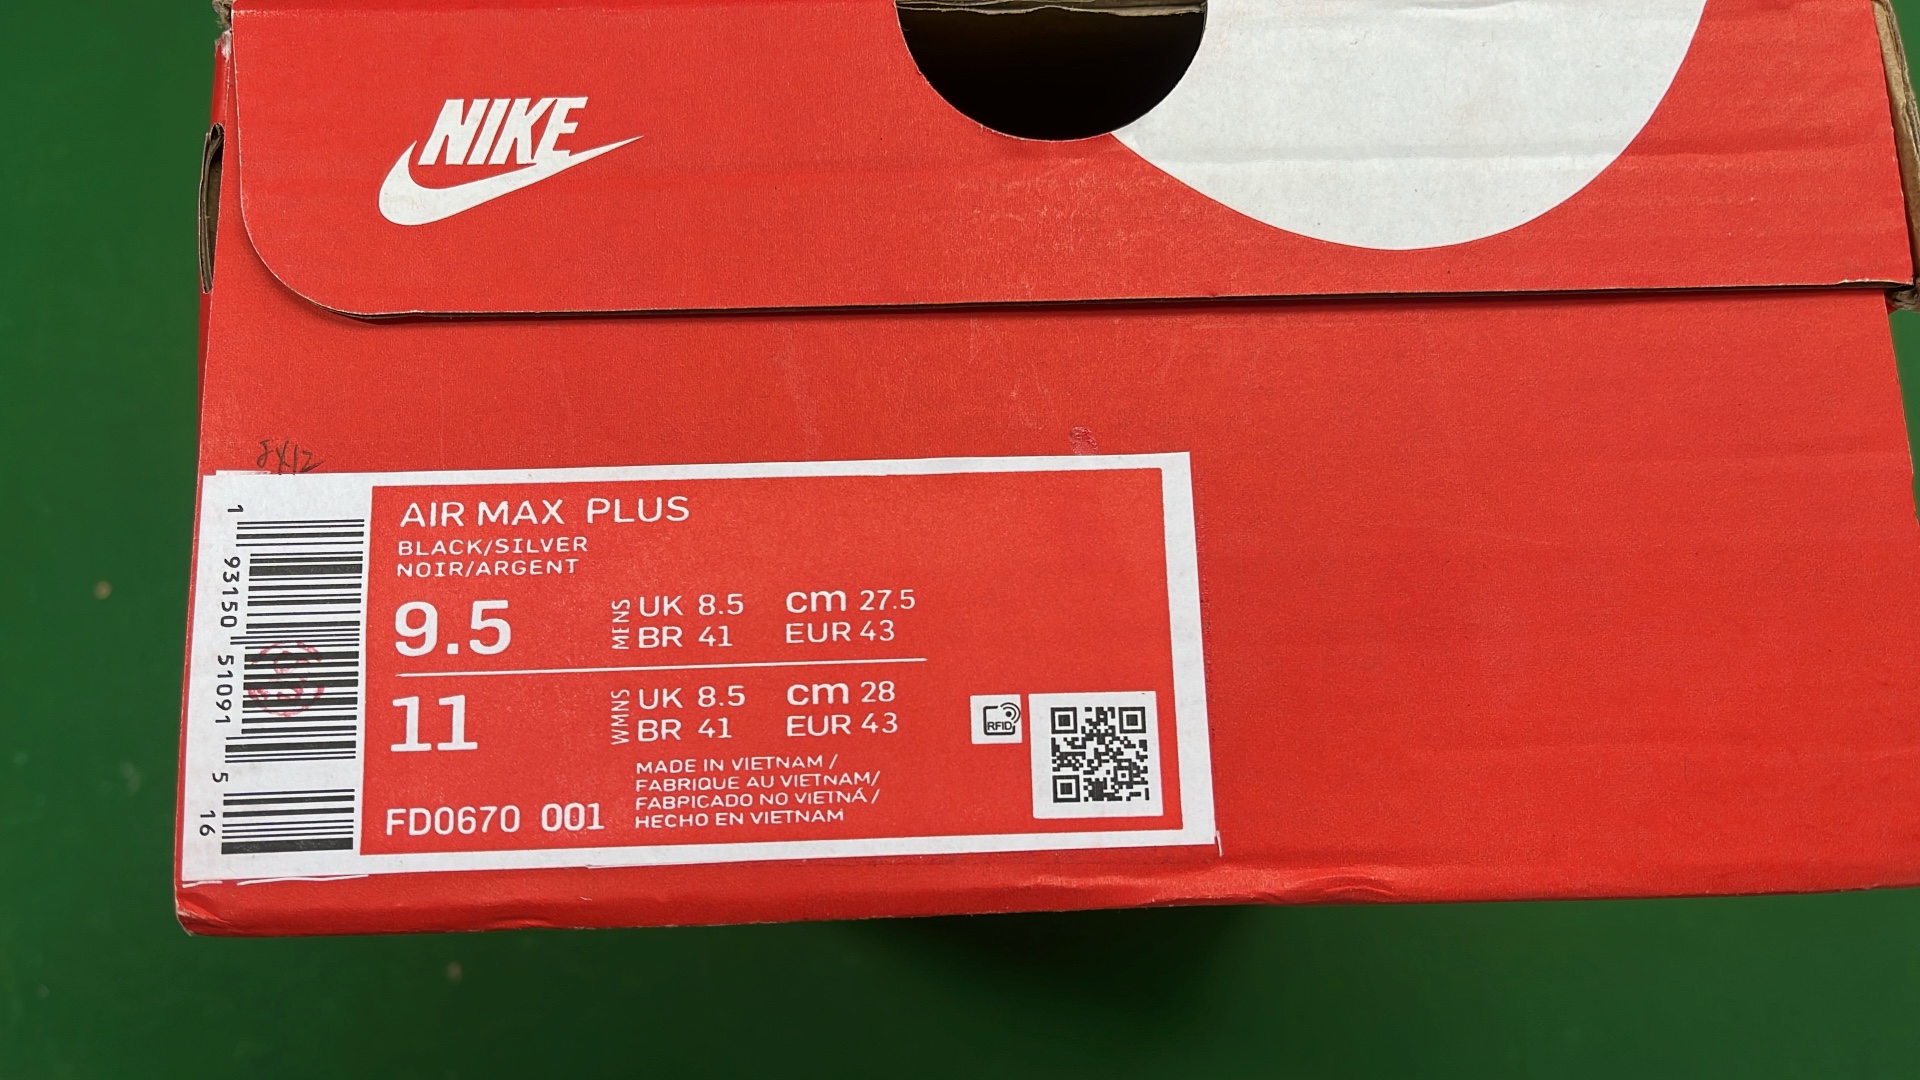 NIKE
8X12
AIR MAX PLUS
BLACK/SILVER
NOIR/ARGENT
9.5 MENS UK 8.5 cm 27.5
BR 41 EUR 43
11 WMNS UK 8.5 cm 28
BR 41 EUR 43
RFID
MADE IN VIETNAM /
FABRIQUE AU VIETNAM/
FABPICADO NO VIETNÁ /
HECHO EN VIETNAM
FD0670 001
1 93150 51091 5 16